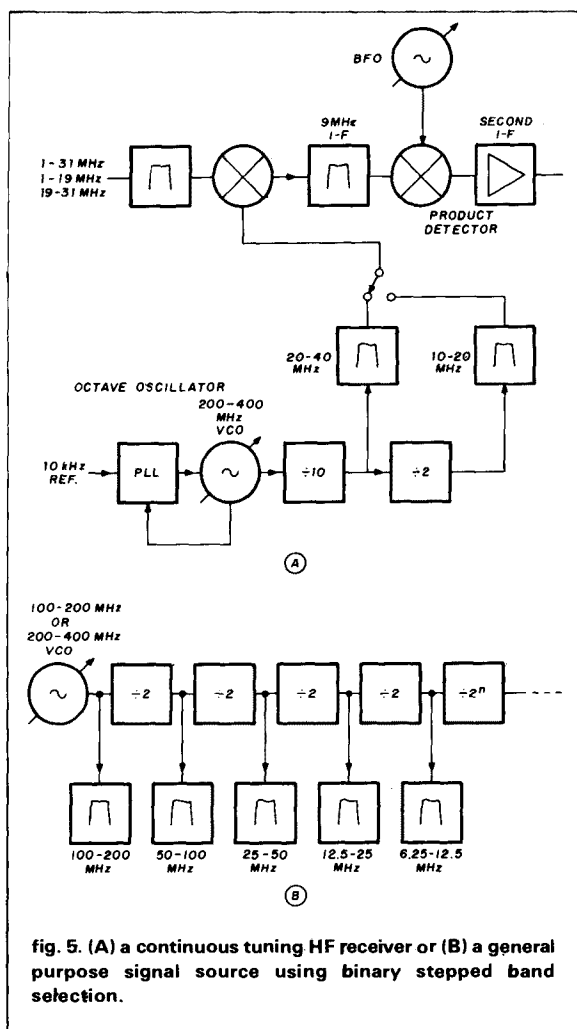 BFO
1-31 MHz
1-19 MHz
19-31 MHz
9MHz
I-F
SECOND
I-F
PRODUCT
DETECTOR
20-40
MHz
10-20
MHz
OCTAVE OSCILLATOR
200-400
MHz
VCO
10 kHz
REF.
PLL
~
÷10
÷2
A
100-200 MHz
OR
200-400 MHz
VCO
~
÷2
÷2
÷2
÷2
÷2ⁿ
100-200
MHz
50-100
MHz
25-50
MHz
12.5-25
MHz
6.25-12.5
MHz
B
fig. 5. (A) a continuous tuning HF receiver or (B) a general
purpose signal source using binary stepped band
selection.